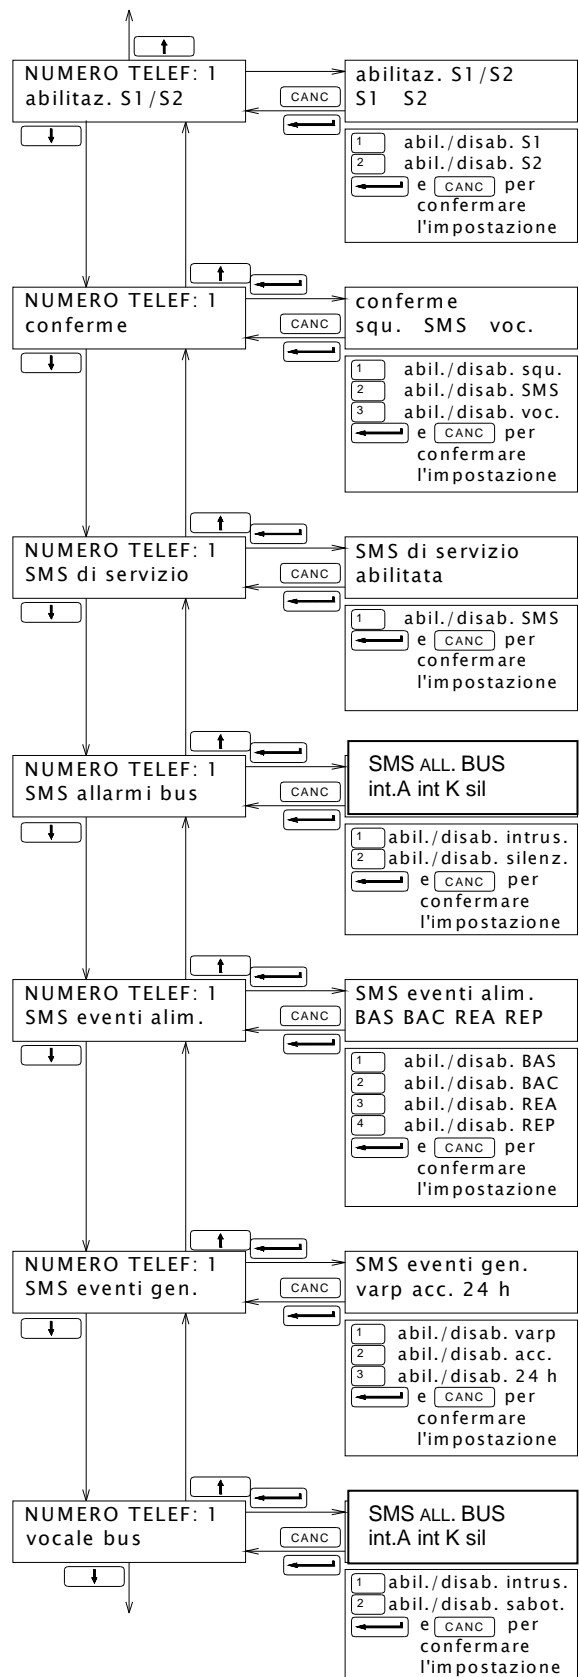 NUMERO TELEF: 1
abilitaz. S1/S2
CANC
abilitaz. S1/S2
S1 S2
1 abil./disab. S1
2 abil./disab. S2
e CANC per
confermare
l'impostazione
NUMERO TELEF: 1
conferme
CANC
conferme
squ. SMS voc.
1 abil./disab. squ.
2 abil./disab. SMS
3 abil./disab. voc.
e CANC per
confermare
l'impostazione
NUMERO TELEF: 1
SMS di servizio
CANC
SMS di servizio
abilitata
1 abil./disab. SMS
e CANC per
confermare
l'impostazione
NUMERO TELEF: 1
SMS allarmi bus
CANC
SMS ALL. BUS
int.A int K sil
1 abil./disab. intrus.
2 abil./disab. silenz.
e CANC per
confermare
l'impostazione
NUMERO TELEF: 1
SMS eventi alim.
CANC
SMS eventi alim.
BAS BAC REA REP
1 abil./disab. BAS
2 abil./disab. BAC
3 abil./disab. REA
4 abil./disab. REP
e CANC per
confermare
l'impostazione
NUMERO TELEF: 1
SMS eventi gen.
CANC
SMS eventi gen.
varp acc. 24 h
1 abil./disab. varp
2 abil./disab. acc.
3 abil./disab. 24 h
e CANC per
confermare
l'impostazione
NUMERO TELEF: 1
vocale bus
CANC
SMS ALL. BUS
int.A int K sil
1 abil./disab. intrus.
2 abil./disab. sabot.
e CANC per
confermare
l'impostazione